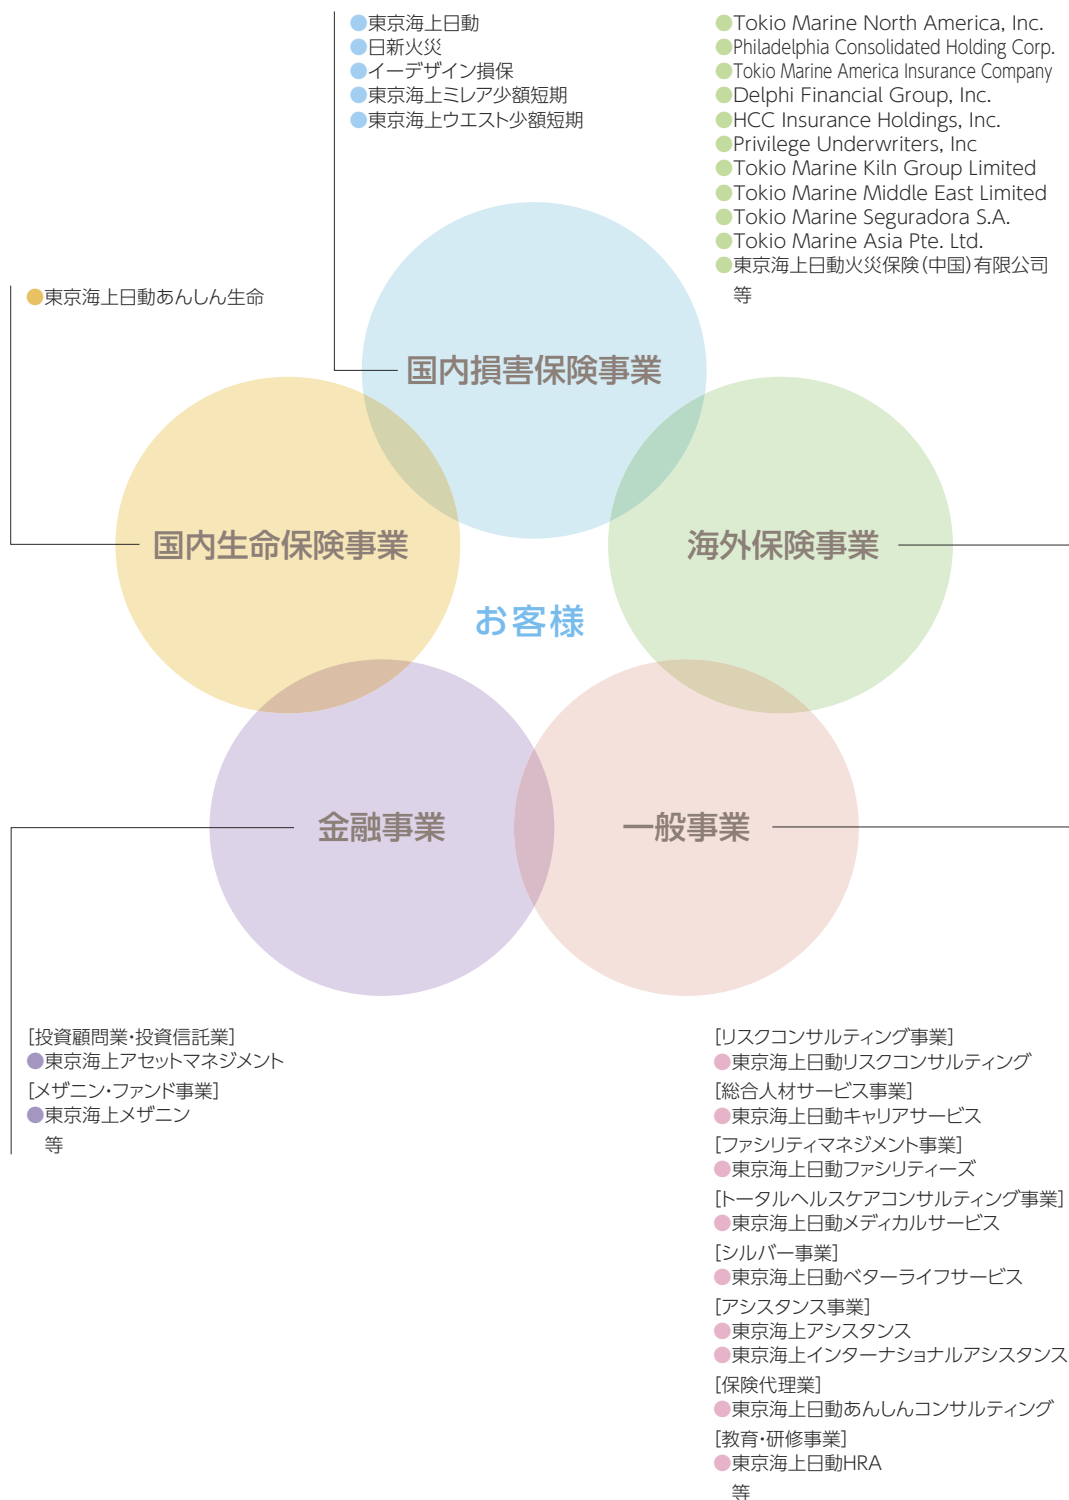 ●東京海上日動
●日新火災
●イーデザイン損保
●東京海上ミレア少額短期
●東京海上ウエスト少額短期
●Tokio Marine North America, Inc.
●Philadelphia Consolidated Holding Corp.
●Tokio Marine America Insurance Company
●Delphi Financial Group, Inc.
●HCC Insurance Holdings, Inc.
●Privilege Underwriters, Inc
●Tokio Marine Kiln Group Limited
●Tokio Marine Middle East Limited
●Tokio Marine Seguradora S.A.
●Tokio Marine Asia Pte. Ltd.
●東京海上日動火災保険(中国)有限公司
等
●東京海上日動あんしん生命
国内損害保険事業
国内生命保険事業
海外保険事業
お客様
金融事業
一般事業
[投資顧問業・投資信託業]
●東京海上アセットマネジメント
[メザニン・ファンド事業]
●東京海上メザニン
等
[リスクコンサルティング事業]
●東京海上日動リスクコンサルティング
[総合人材サービス事業]
●東京海上日動キャリアサービス
[ファシリティマネジメント事業]
●東京海上日動ファシリティーズ
[トータルヘルスケアコンサルティング事業]
●東京海上日動メディカルサービス
[シルバー事業]
●東京海上日動ベターライフサービス
[アシスタンス事業]
●東京海上アシスタンス
●東京海上インターナショナルアシスタンス
[保険代理業]
●東京海上日動あんしんコンサルティング
[教育・研修事業]
●東京海上日動HRA
等